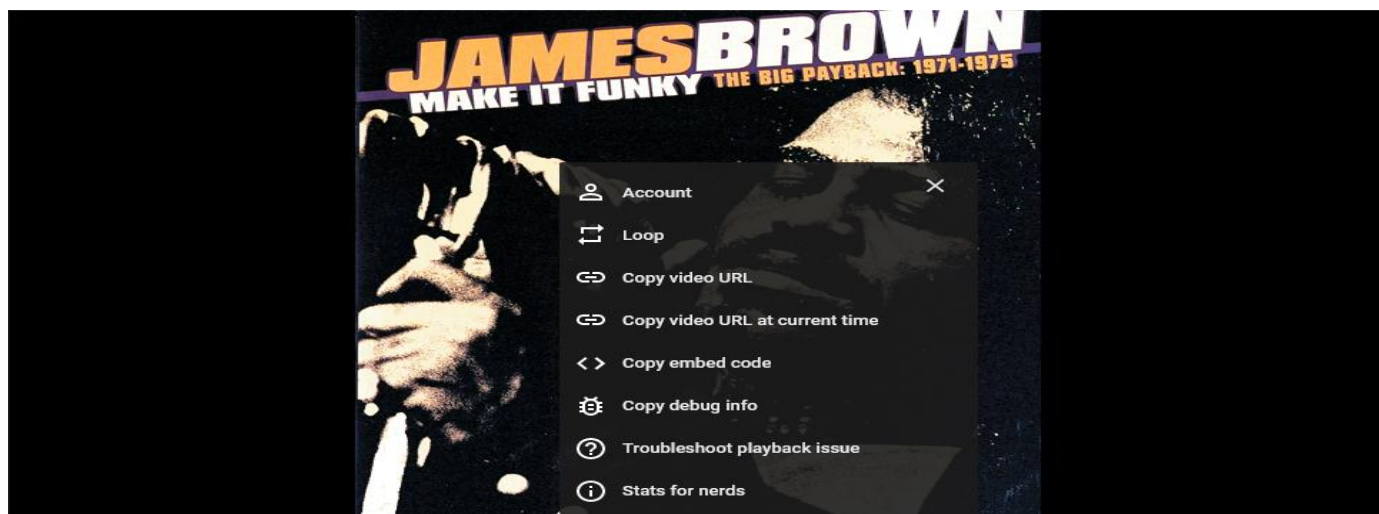 JAMES BROWN
MAKE IT FUNKY THE BIG PAYBACK: 1971-1975
Account
Loop
Copy video URL
Copy video URL at current time
Copy embed code
Copy debug info
Troubleshoot playback issue
Stats for nerds